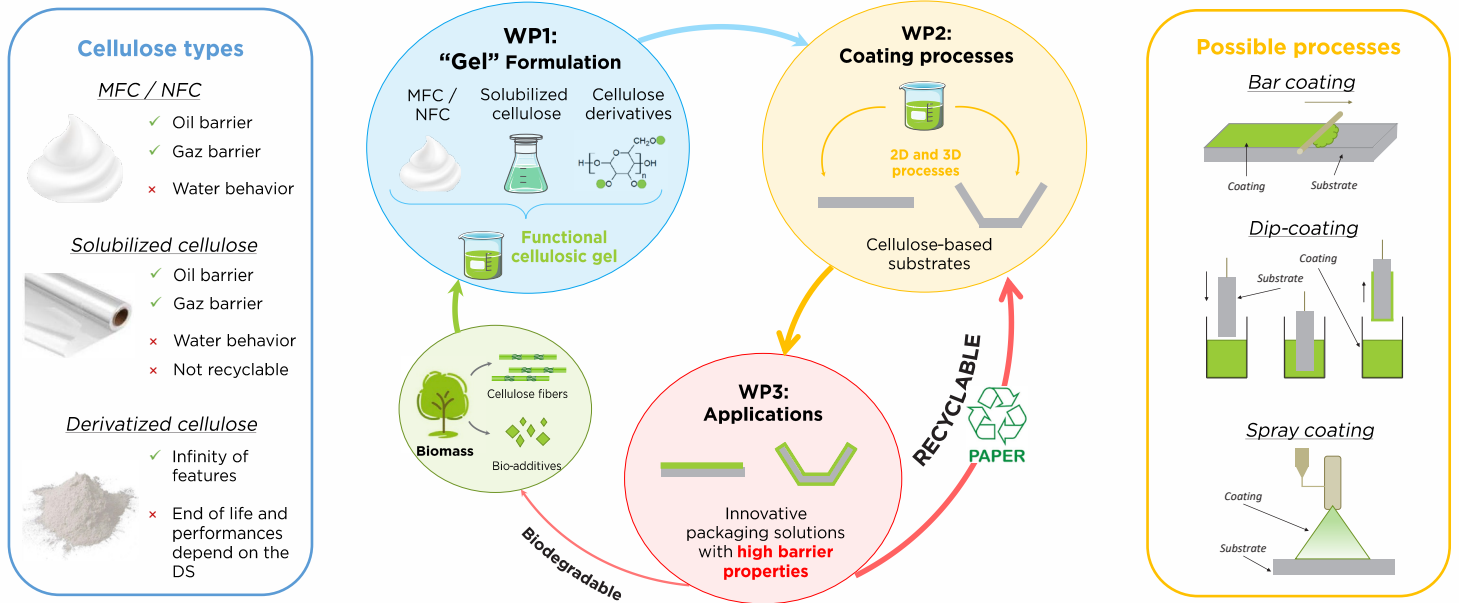 Cellulose types
MFC / NFC
✓ Oil barrier
✓ Gaz barrier
× Water behavior
Solubilized cellulose
✓ Oil barrier
✓ Gaz barrier
× Water behavior
× Not recyclable
Derivatized cellulose
✓ Infinity of
features
× End of life and
performances
depend on the
DS
WP1:
“Gel” Formulation
MFC /
NFC
Solubilized
cellulose
Cellulose
derivatives
CH₂O
H
O
OH
O
O
n
Functional
cellulosic gel
WP2:
Coating processes
2D and 3D
processes
Cellulose-based
substrates
Biomass
Cellulose fibers
Bio-additives
WP3:
Applications
Innovative
packaging solutions
with high barrier
properties
Biodegradable
RECYCLABLE
PAPER
Possible processes
Bar coating
Coating
Substrate
Dip-coating
Coating
Substrate
Spray coating
Coating
Substrate